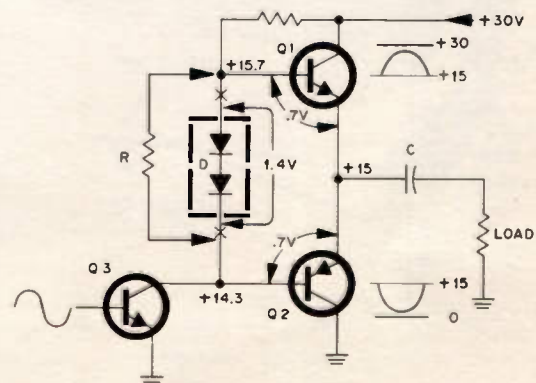 +30V
Q1
+30
+15
+15.7
.7V
R
D
1.4V
+15
C
LOAD
.7V
Q3
+14.3
Q2
+15
0